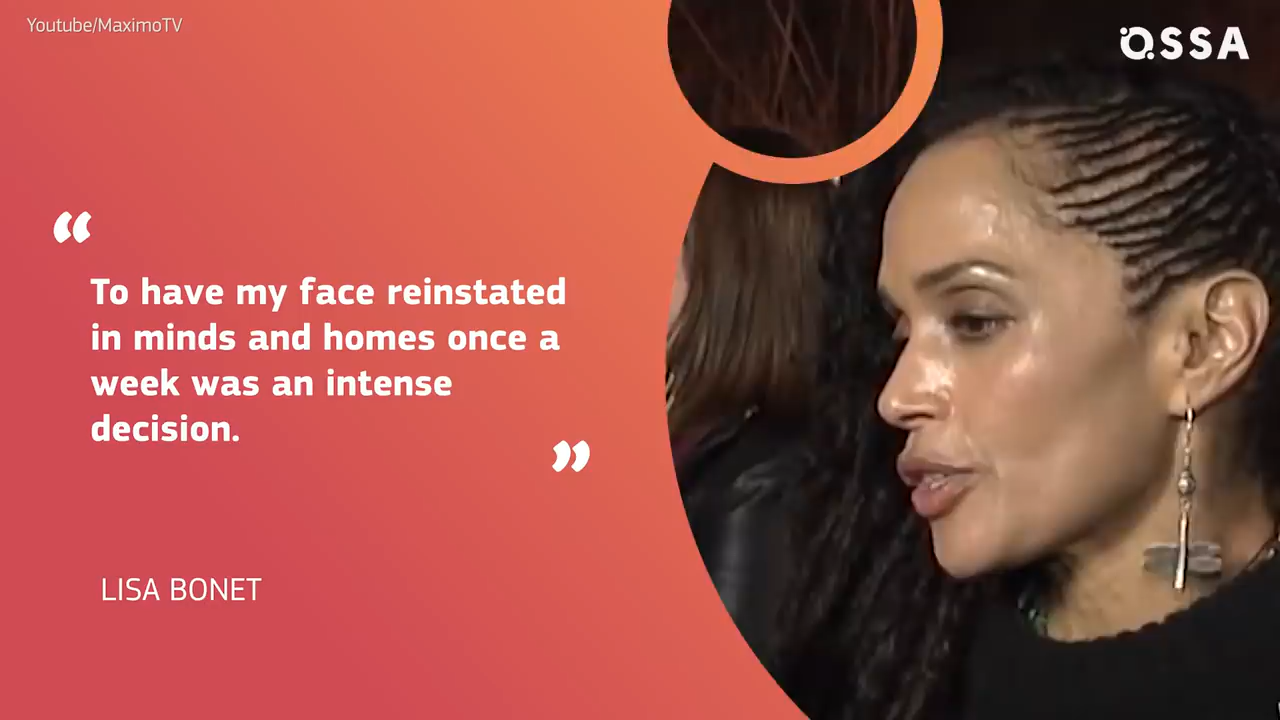 Youtube/MaximoTV
OSSA
“
To have my face reinstated
in minds and homes once a
week was an intense
decision.
”
LISA BONET